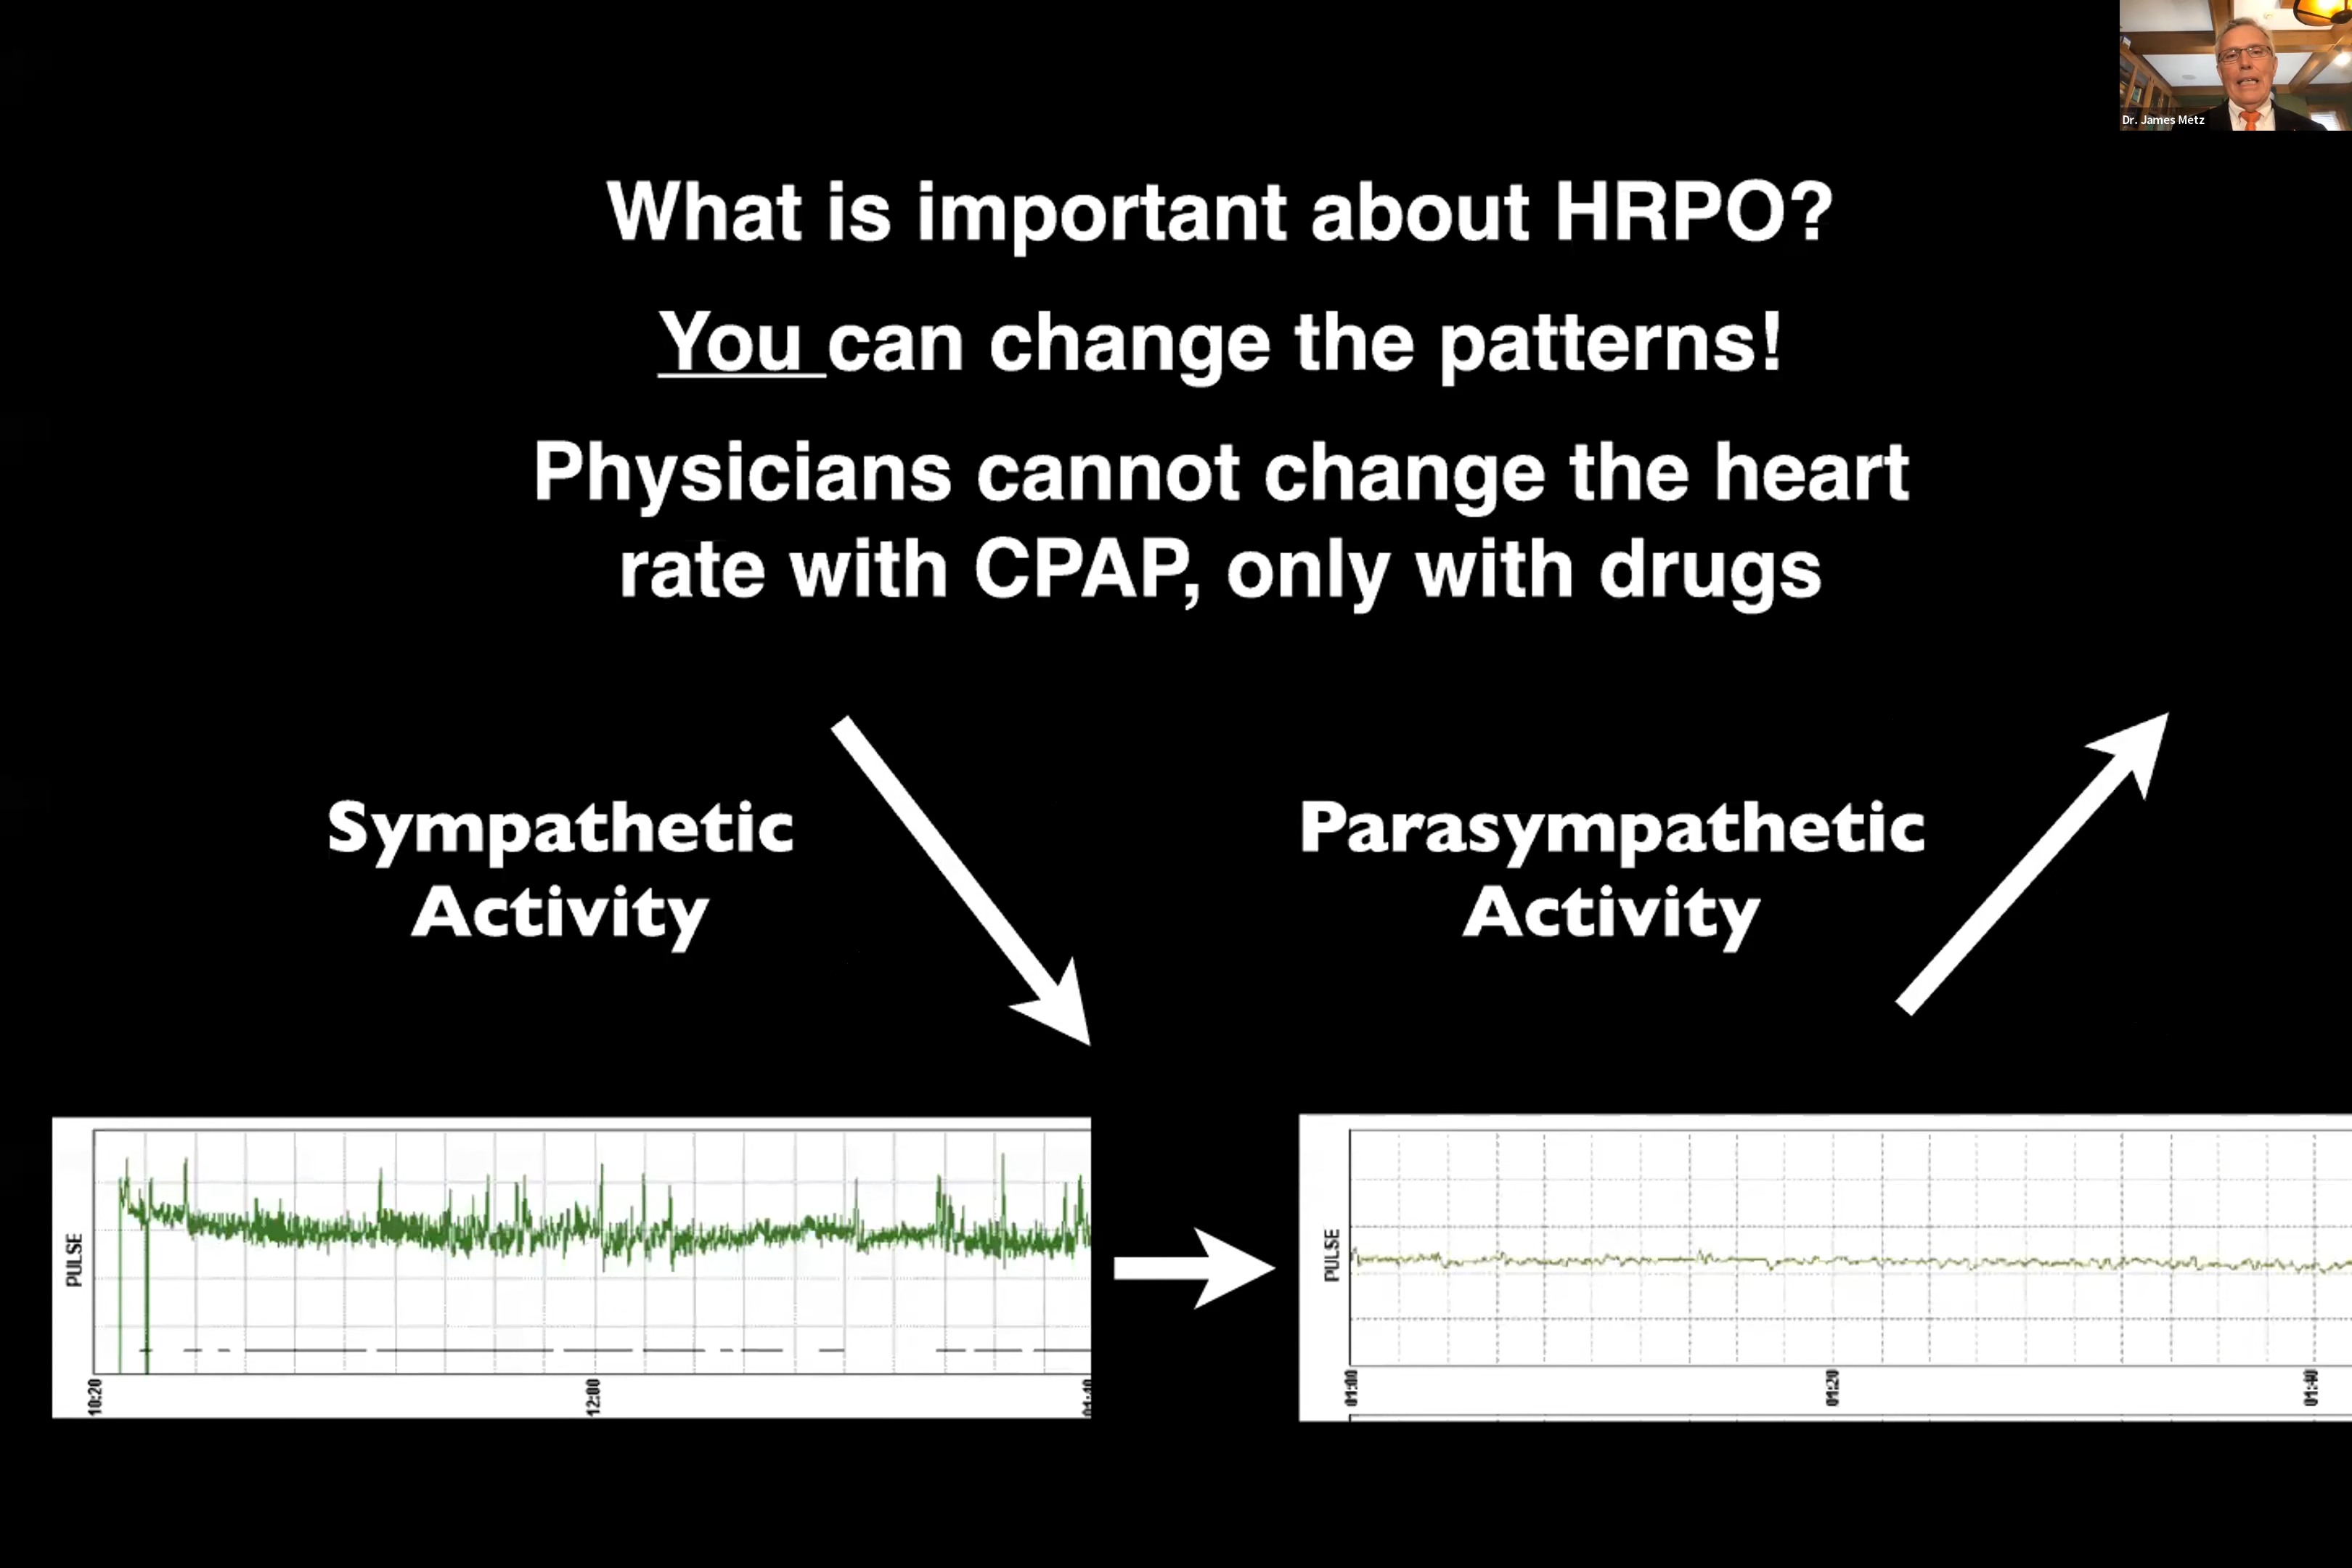 Dr. James Metz
What is important about HRPO?
You can change the patterns!
Physicians cannot change the heart
rate with CPAP, only with drugs
Sympathetic
Activity
Parasympathetic
Activity
PULSE
10:20
12:00
01:40
PULSE
01:00
01:20
01:40